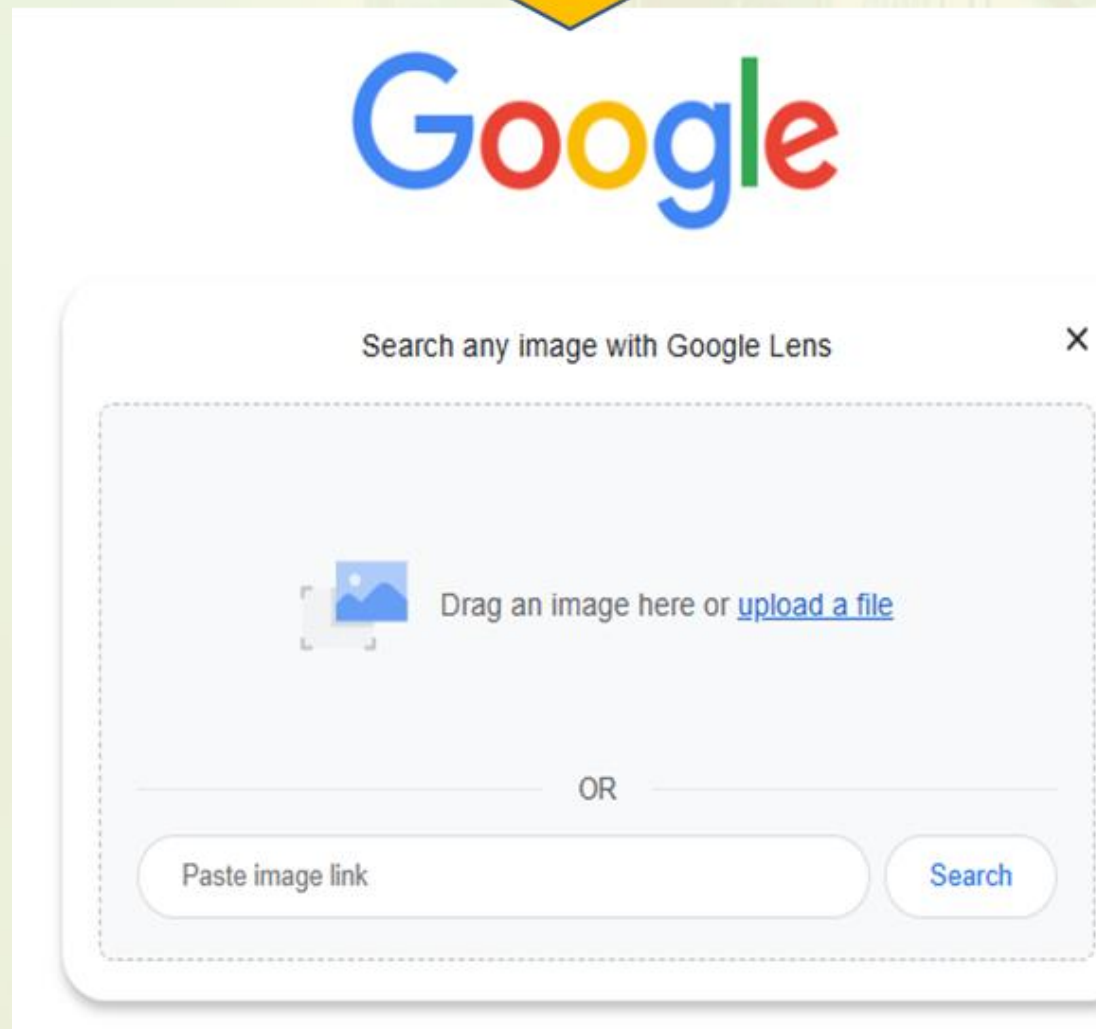 Google
Search any image with Google Lens
Drag an image here or upload a file
OR
Paste image link
Search